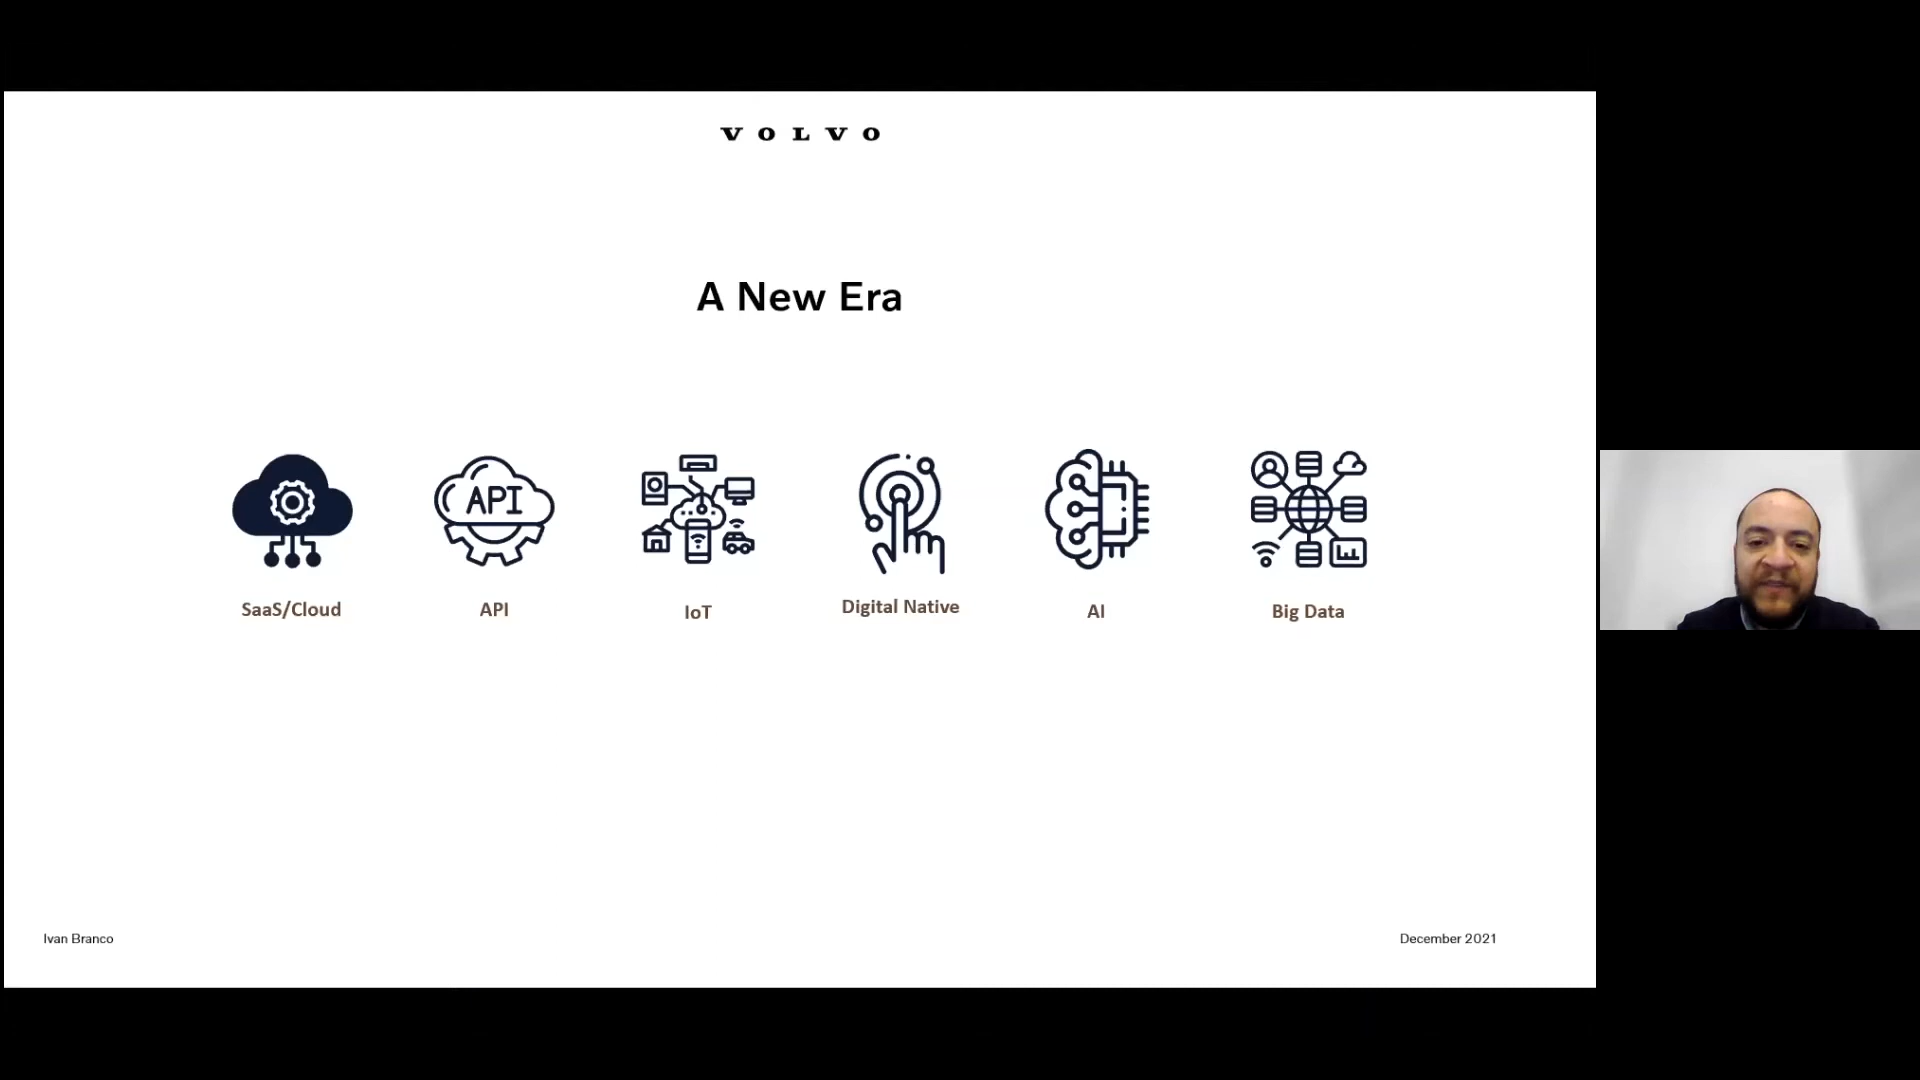 VOLVO
A New Era
API
SaaS/Cloud
API
IoT
Digital Native
AI
Big Data
Ivan Branco
December 2021